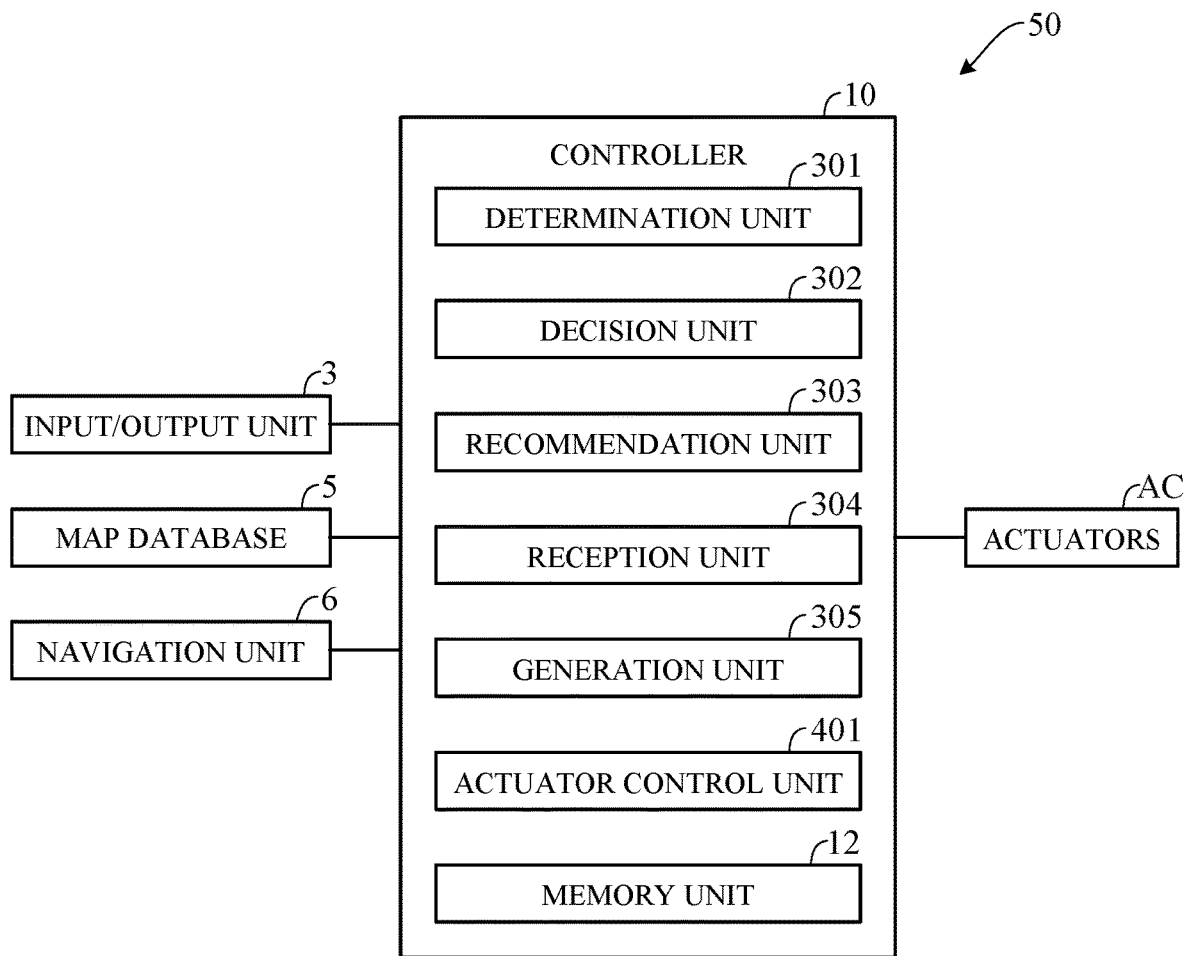 50
10
CONTROLLER
301
DETERMINATION UNIT
302
DECISION UNIT
3
INPUT/OUTPUT UNIT
303
RECOMMENDATION UNIT
5
MAP DATABASE
304
RECEPTION UNIT
AC
ACTUATORS
6
NAVIGATION UNIT
305
GENERATION UNIT
401
ACTUATOR CONTROL UNIT
12
MEMORY UNIT